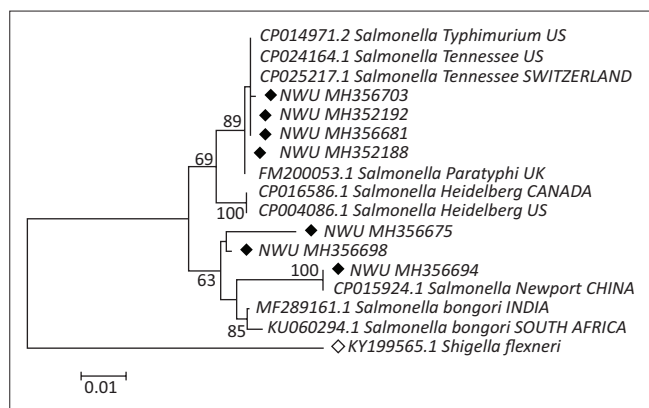 CP014971.2 Salmonella Typhimurium US
CP024164.1 Salmonella Tennessee US
CP025217.1 Salmonella Tennessee SWITZERLAND
NWU MH356703
89
NWU MH352192
NWU MH356681
NWU MH352188
69
FM200053.1 Salmonella Paratyphi UK
CP016586.1 Salmonella Heidelberg CANADA
100
CP004086.1 Salmonella Heidelberg US
NWU MH356675
NWU MH356698
63
100
NWU MH356694
CP015924.1 Salmonella Newport CHINA
MF289161.1 Salmonella bongori INDIA
85
KU060294.1 Salmonella bongori SOUTH AFRICA
KY199565.1 Shigella flexneri
0.01